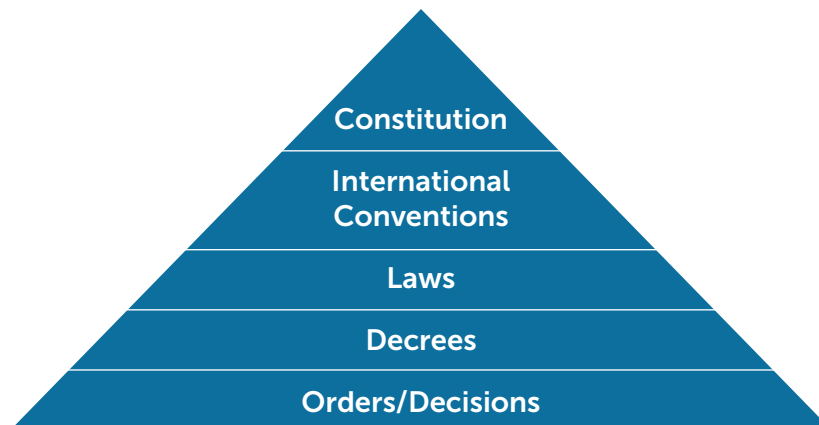 Constitution
International
Conventions
Laws
Decrees
Orders/Decisions